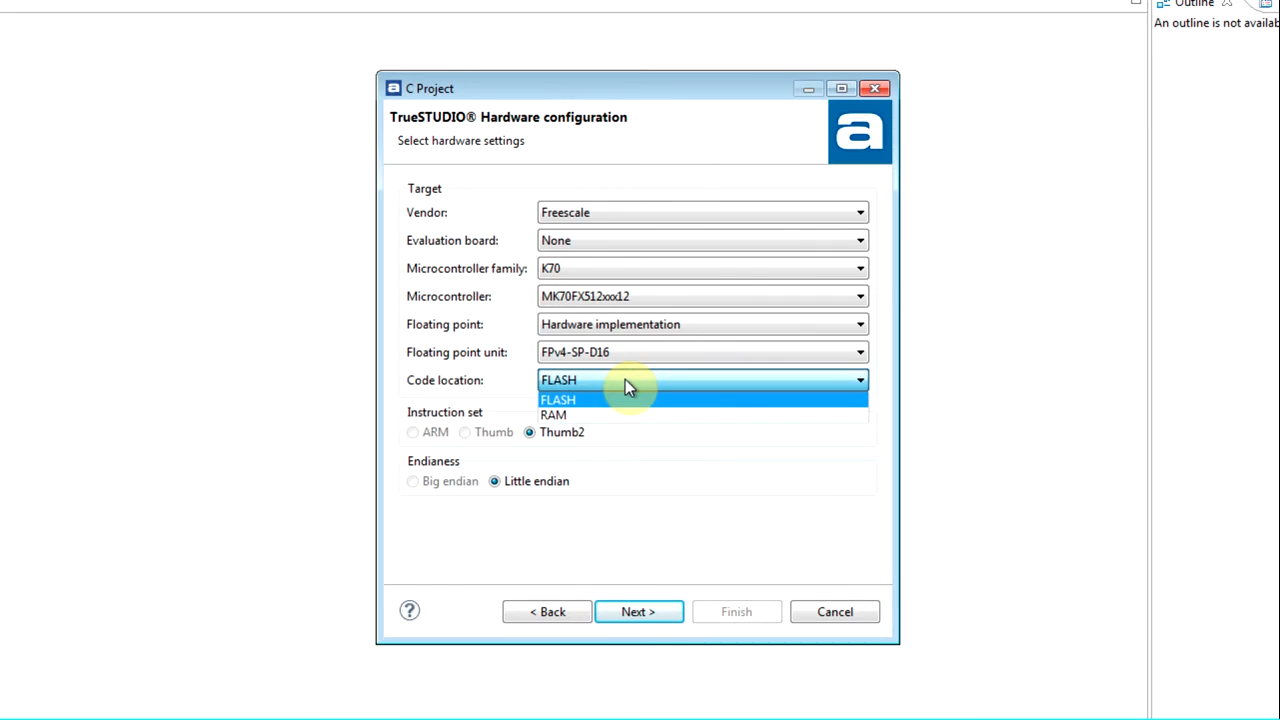 Outline
An outline is not availab
C Project
TrueSTUDIO® Hardware configuration
Select hardware settings
a
Target
Vendor: Freescale
Evaluation board: None
Microcontroller family: K70
Microcontroller: MK70FX512xxx12
Floating point: Hardware implementation
Floating point unit: FPv4-SP-D16
Code location: FLASH
FLASH
RAM
Instruction set
ARM Thumb Thumb2
Endianess
Big endian Little endian
? < Back Next > Finish Cancel